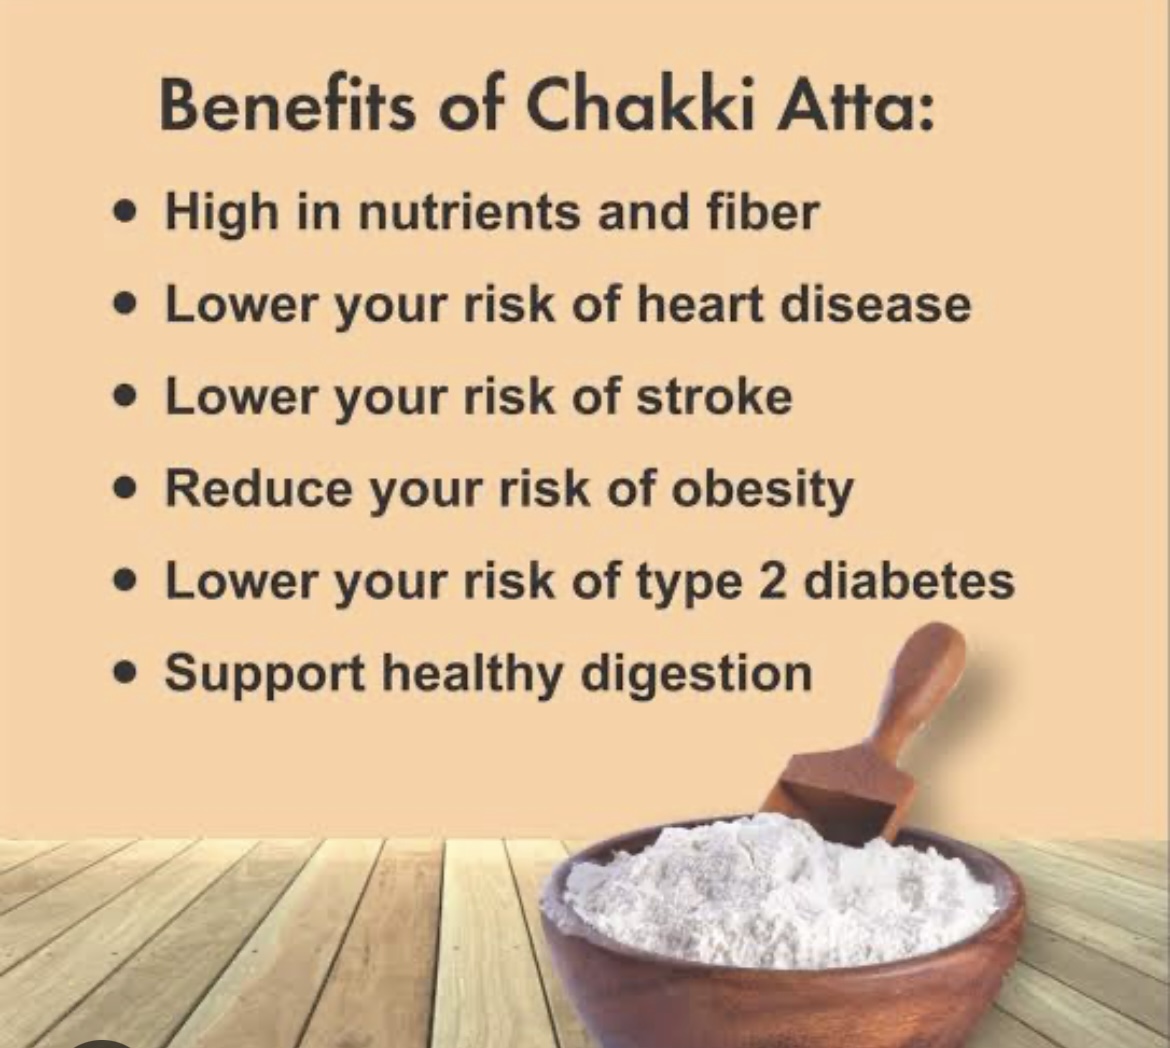 Benefits of Chakki Atta:
• High in nutrients and fiber
• Lower your risk of heart disease
• Lower your risk of stroke
• Reduce your risk of obesity
• Lower your risk of type 2 diabetes
• Support healthy digestion